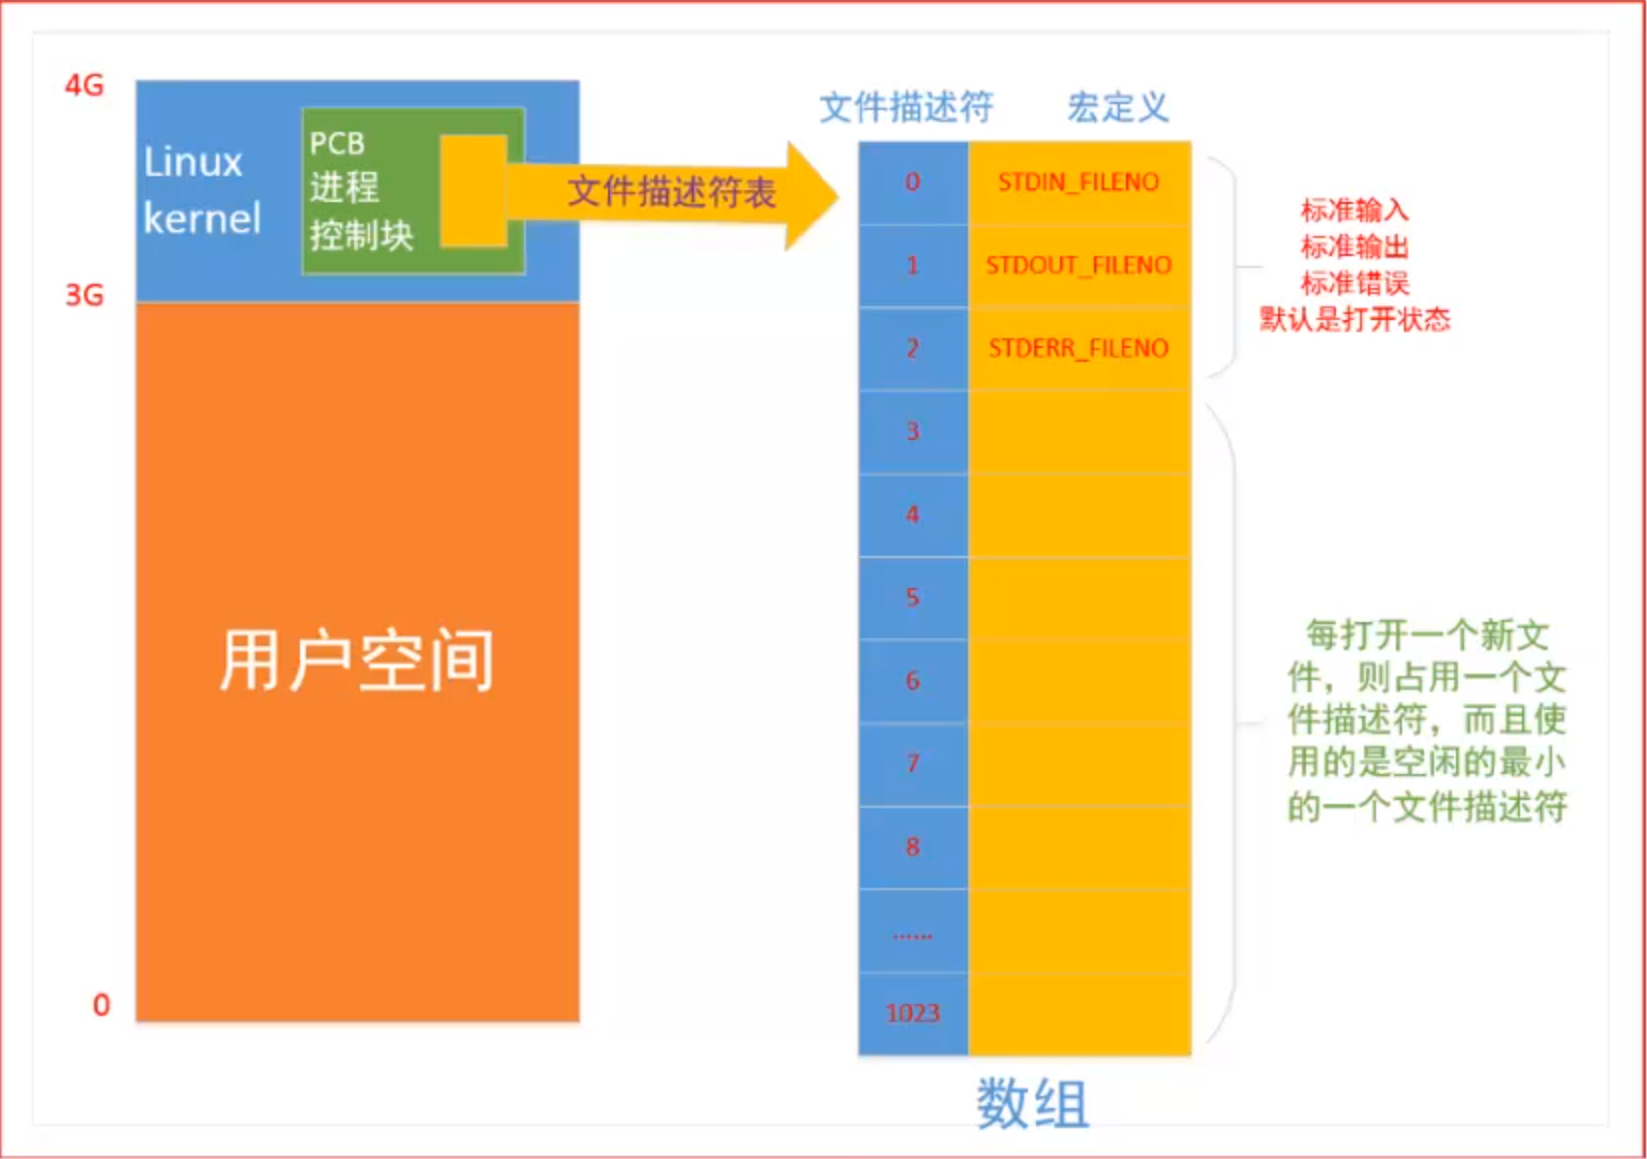 4G
Linux
kernel
PCB
进程
控制块
文件描述符表
3G
用户空间
0
文件描述符 宏定义
0 STDIN_FILENO
1 STDOUT_FILENO
2 STDERR_FILENO
3
4
5
6
7
8
......
1023
数组
标准输入
标准输出
标准错误
默认是打开状态
每打开一个新文
件，则占用一个文
件描述符，而且使
用的是空闲的最小
的一个文件描述符